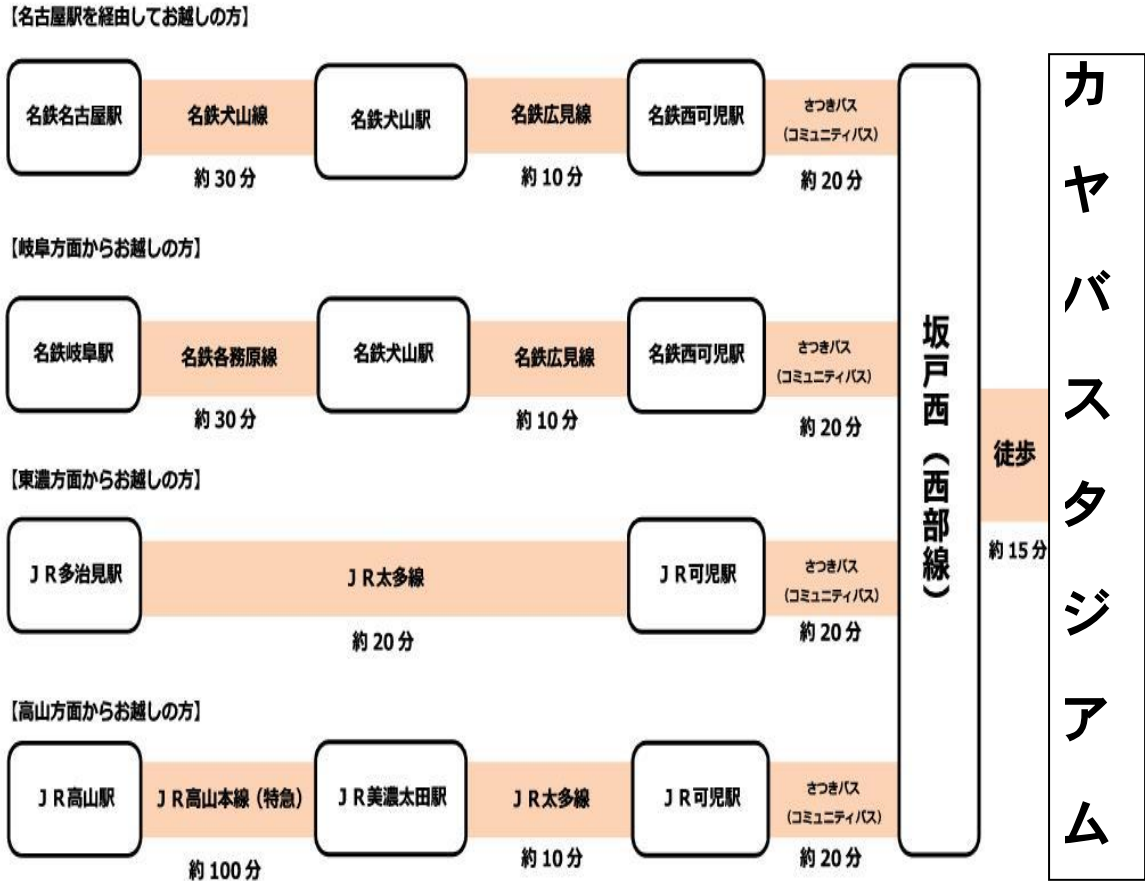 【名古屋駅を経由してお越しの方】
名鉄名古屋駅
名鉄犬山線
約30分
名鉄犬山駅
名鉄広見線
約10分
名鉄西可児駅
さつきバス
（コミュニティバス）
約20分
【岐阜方面からお越しの方】
名鉄岐阜駅
名鉄各務原線
約30分
名鉄犬山駅
名鉄広見線
約10分
名鉄西可児駅
さつきバス
（コミュニティバス）
約20分
【東濃方面からお越しの方】
ＪＲ多治見駅
ＪＲ太多線
約20分
ＪＲ可児駅
さつきバス
（コミュニティバス）
約20分
【高山方面からお越しの方】
ＪＲ高山駅
ＪＲ高山本線（特急）
約100分
ＪＲ美濃太田駅
ＪＲ太多線
約10分
ＪＲ可児駅
さつきバス
（コミュニティバス）
約20分
坂戸西（西部線）
徒歩
約15分
カヤバスタジアム